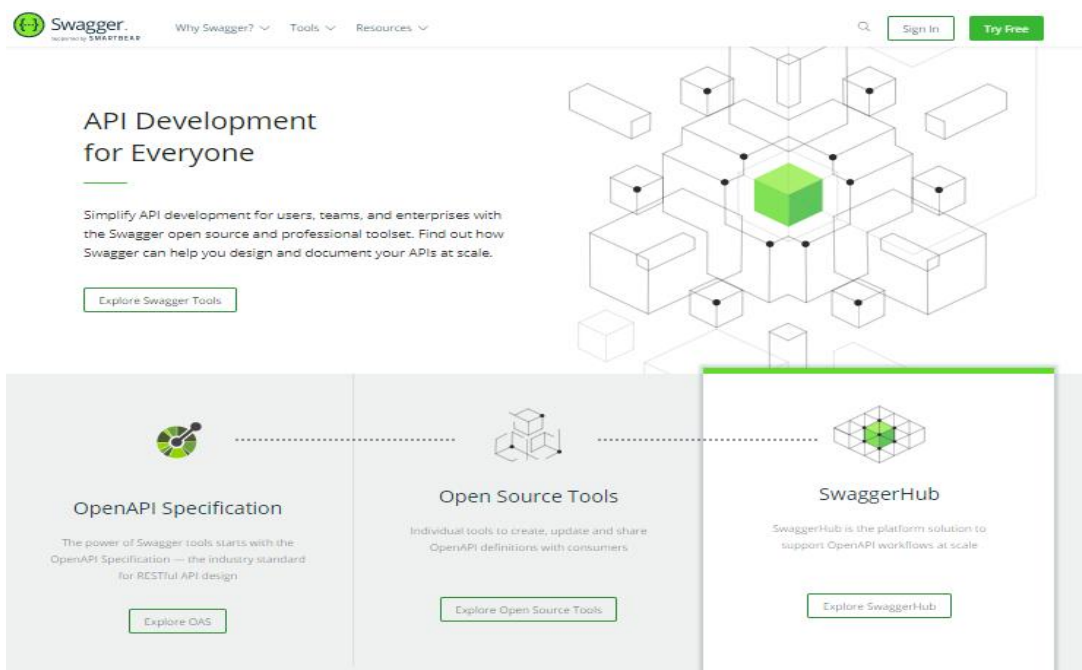 {...} Swagger.
Supported by SMARTBEAR
Why Swagger? Tools Resources
Sign In
Try Free
API Development
for Everyone
Simplify API development for users, teams, and enterprises with
the Swagger open source and professional toolset. Find out how
Swagger can help you design and document your APIs at scale.
Explore Swagger Tools
OpenAPI Specification
The power of Swagger tools starts with the
OpenAPI Specification — the industry standard
for RESTful API design
Explore OAS
Open Source Tools
Individual tools to create, update and share
OpenAPI definitions with consumers
Explore Open Source Tools
SwaggerHub
SwaggerHub is the platform solution to
support OpenAPI workflows at scale
Explore SwaggerHub